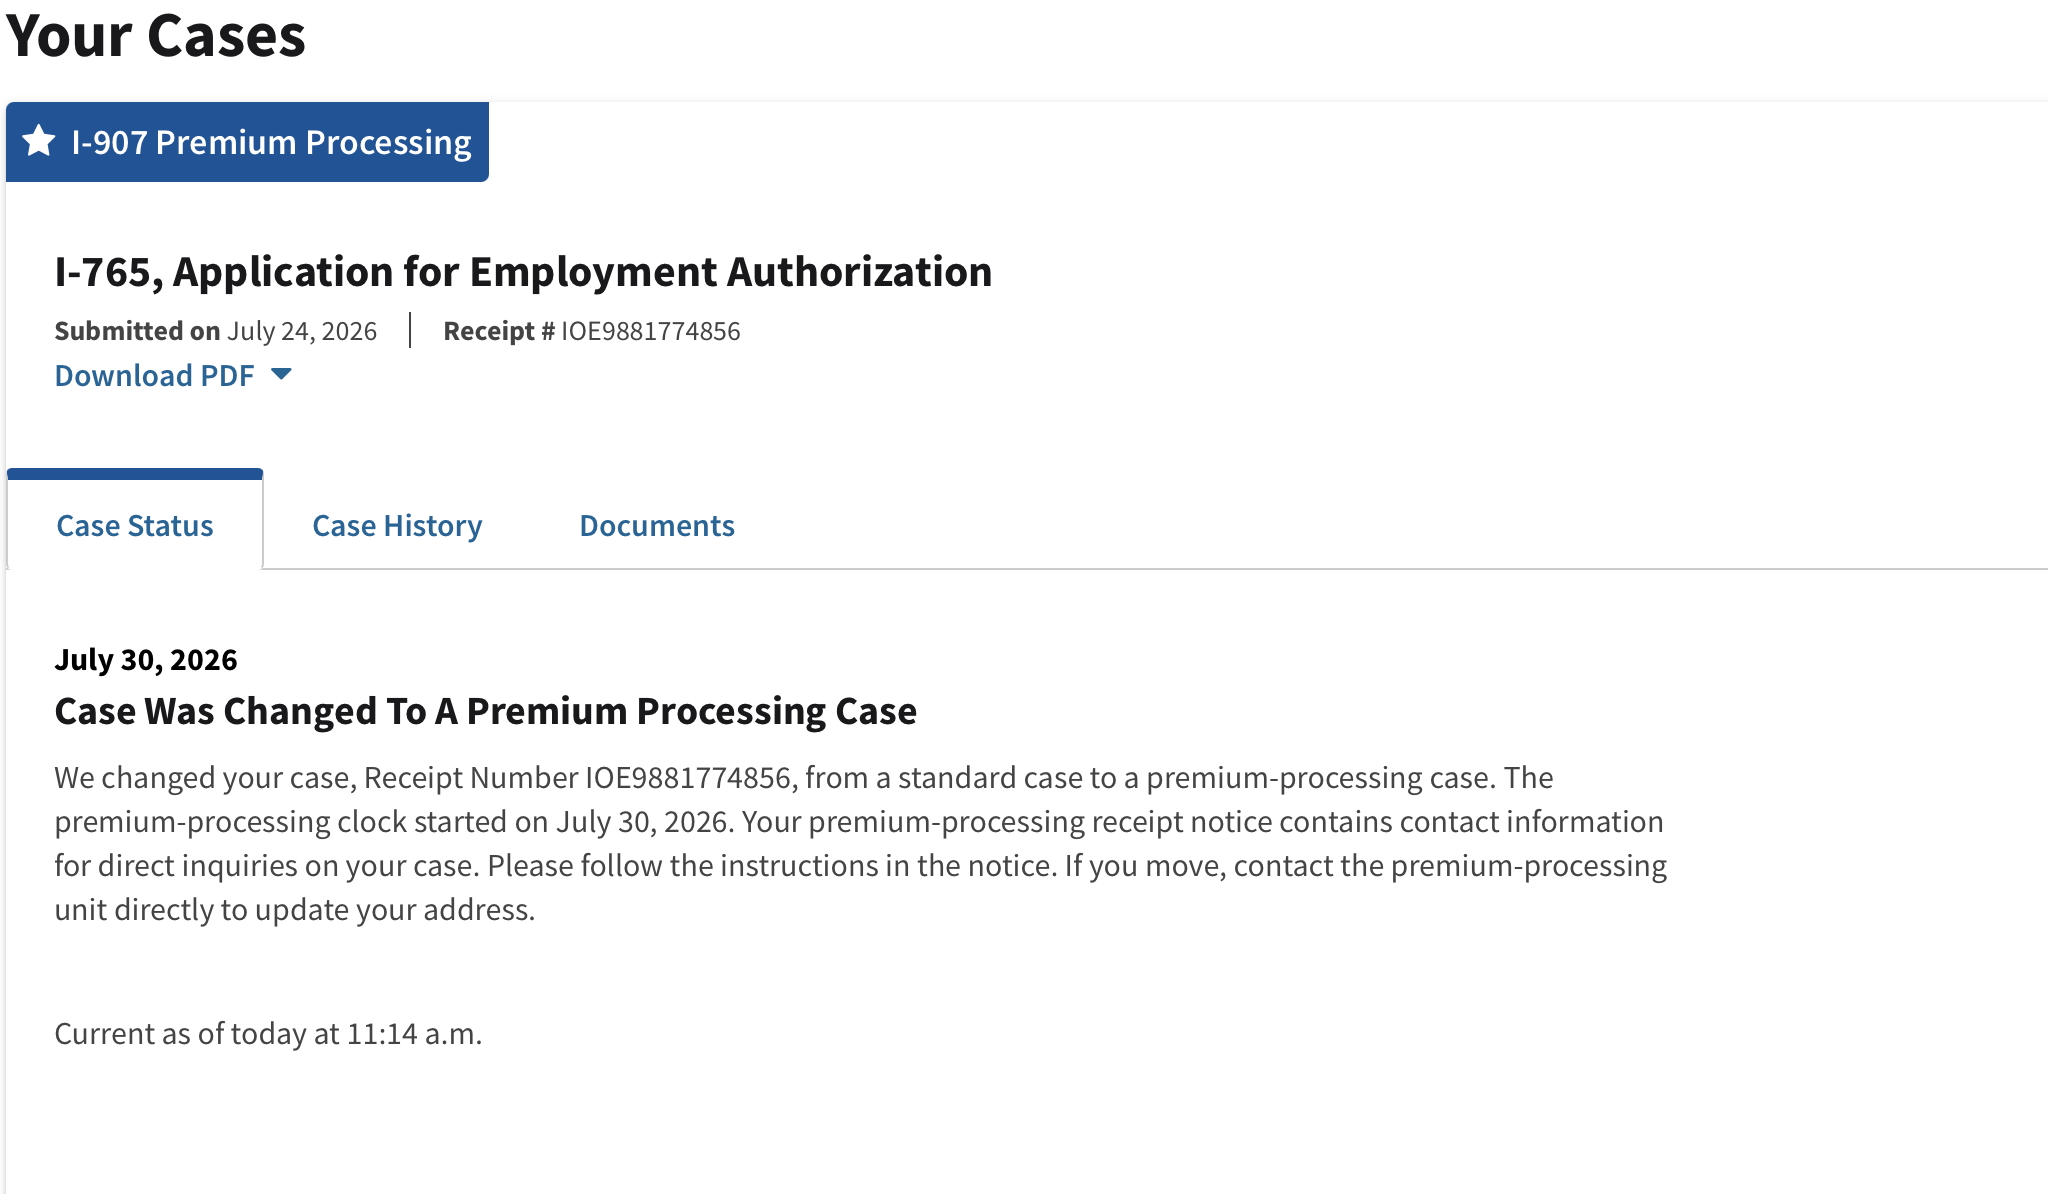 Your Cases
I-907 Premium Processing
I-765, Application for Employment Authorization
Submitted on July 24, 2026 Receipt # IOE9881774856
Download PDF
Case Status Case History Documents
July 30, 2026
Case Was Changed To A Premium Processing Case
We changed your case, Receipt Number IOE9881774856, from a standard case to a premium-processing case. The
premium-processing clock started on July 30, 2026. Your premium-processing receipt notice contains contact information
for direct inquiries on your case. Please follow the instructions in the notice. If you move, contact the premium-processing
unit directly to update your address.
Current as of today at 11:14 a.m.